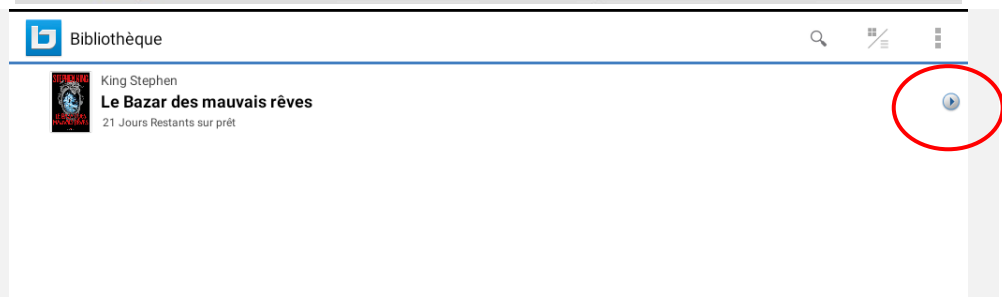 Bibliothèque
King Stephen
Le Bazar des mauvais rêves
21 Jours Restants sur prêt